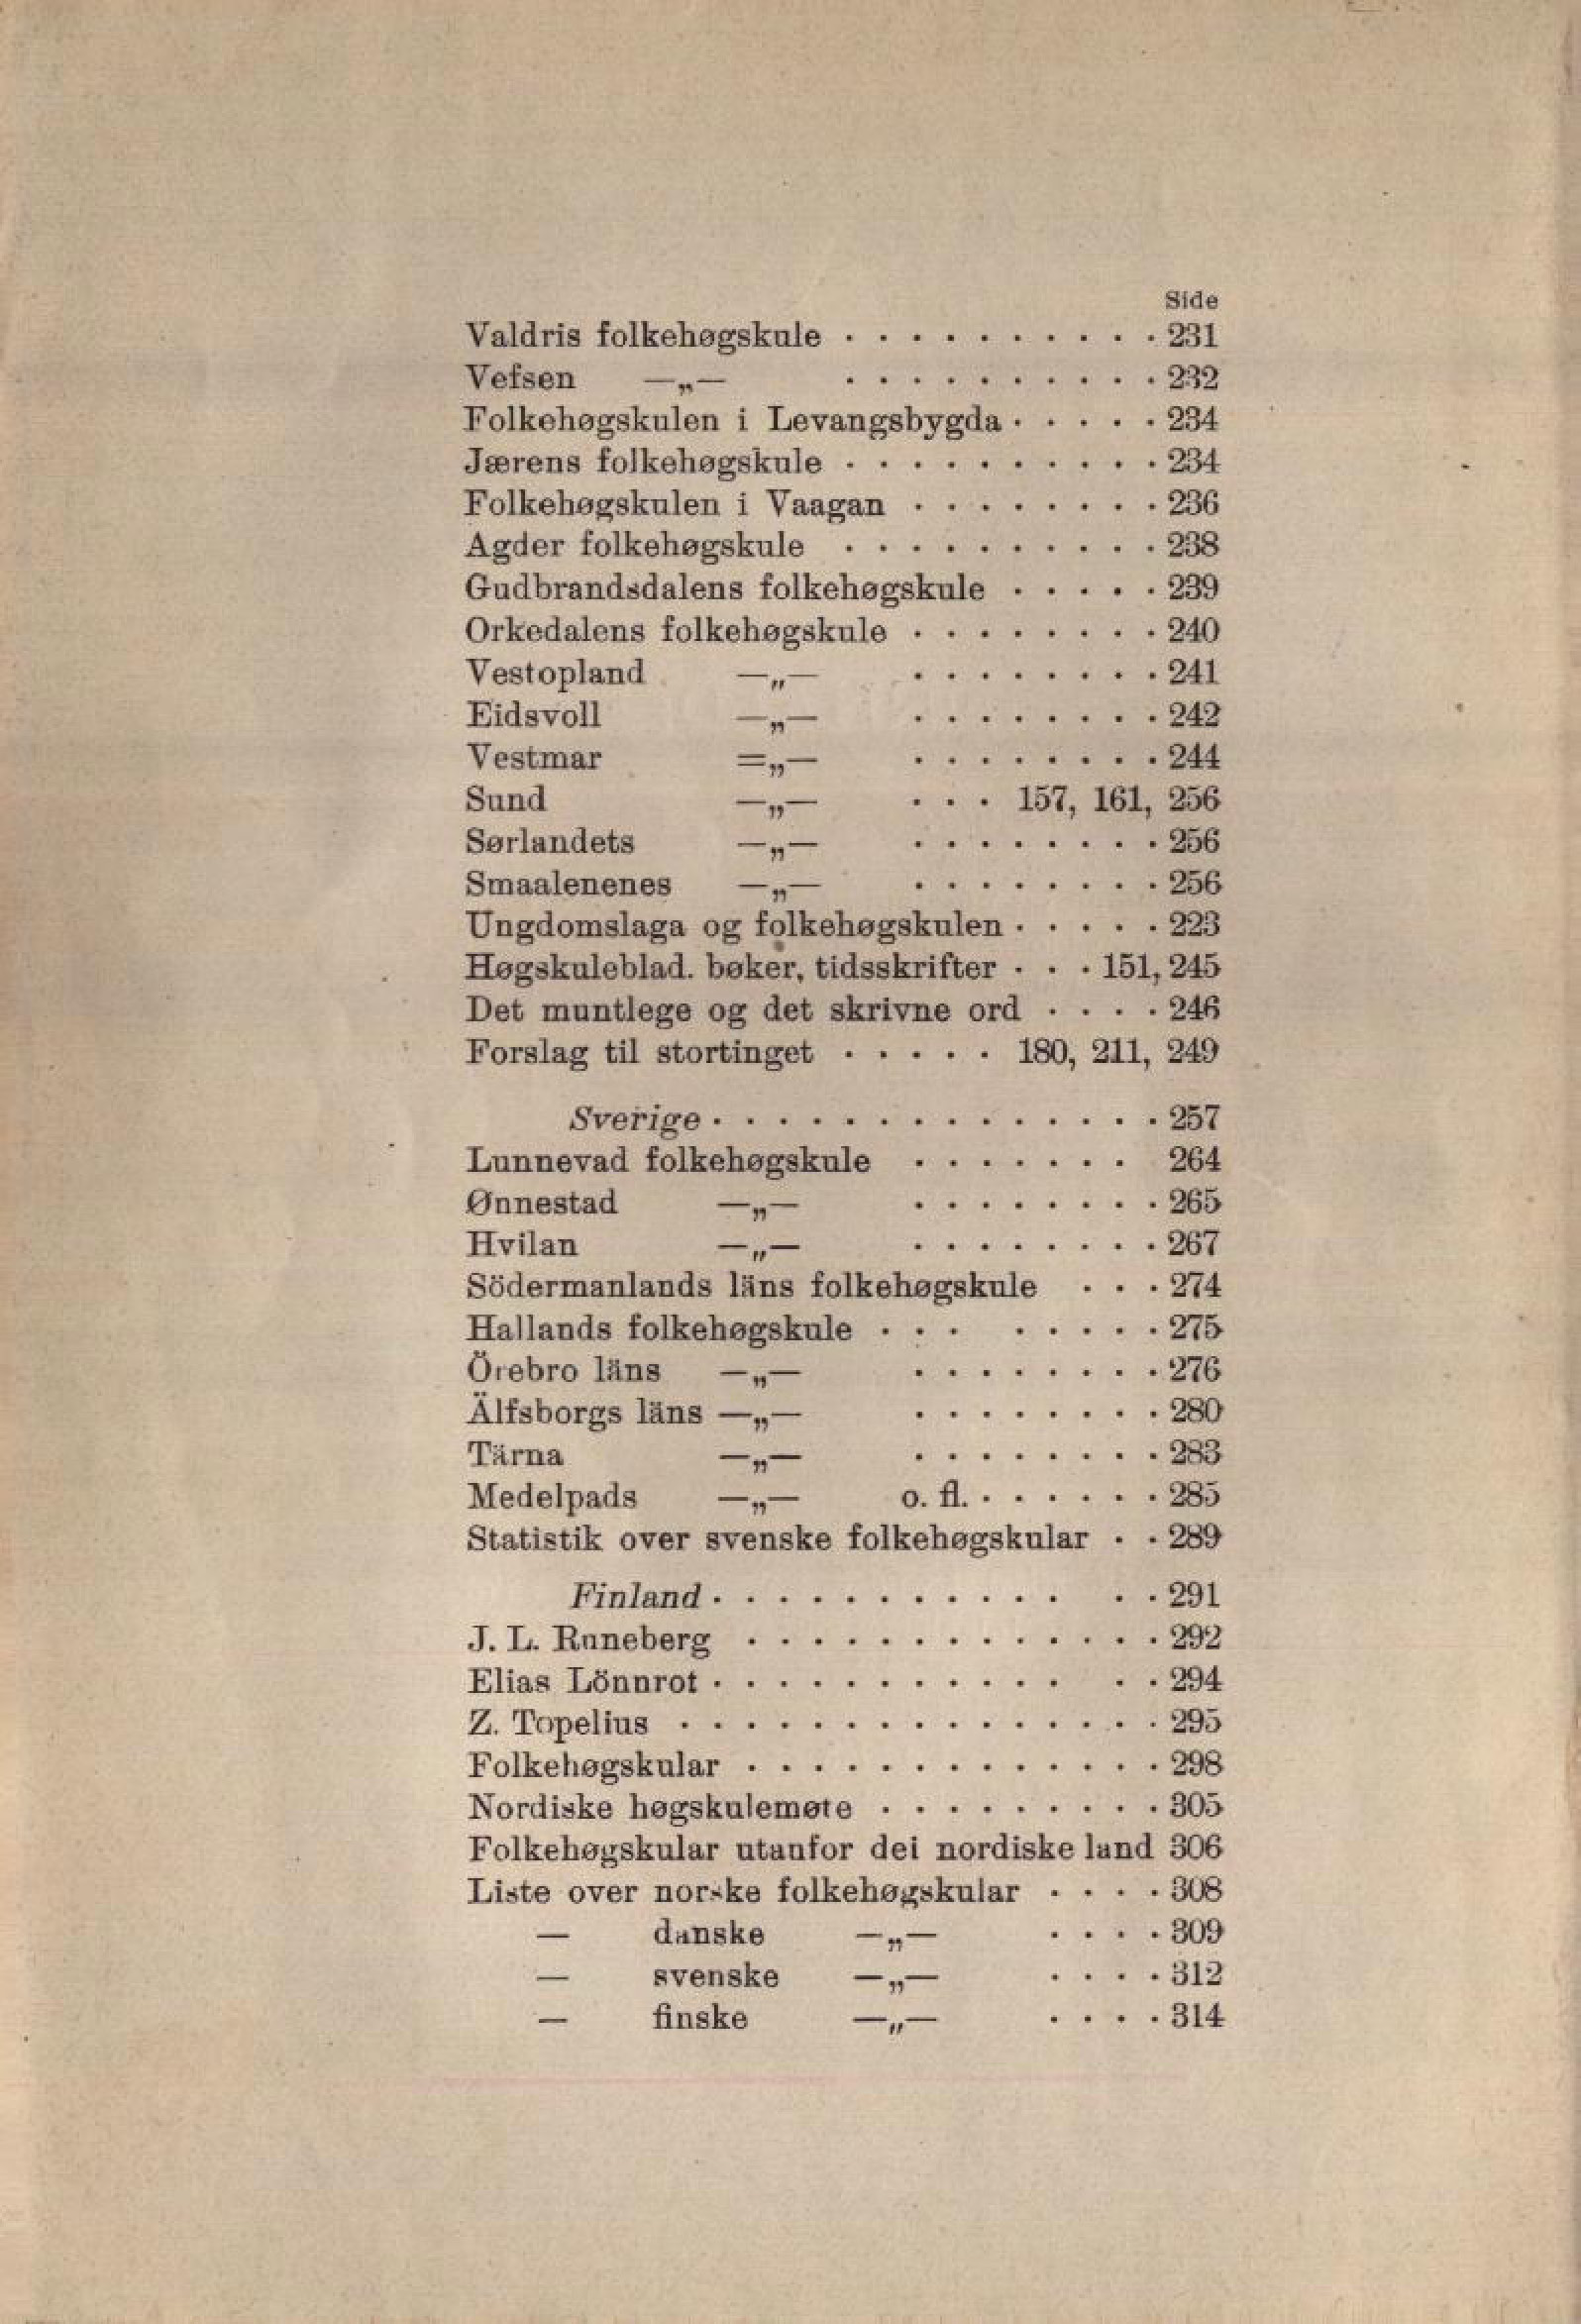 Side
Valdris folkehøgskule . . . . . . . . . . 231
Vefsen —„— . . . . . . . . . . 232
Folkehøgskulen i Levangsbygda . . . . . 234
Jærens folkehøgskule . . . . . . . . . . 234
Folkehøgskulen i Vaagan . . . . . . . . 236
Agder folkehøgskule . . . . . . . . . . 238
Gudbrandsdalens folkehøgskule . . . . . 239
Orkedalens folkehøgskule . . . . . . . . 240
Vestopland —„— . . . . . . . . 241
Eidsvoll —„— . . . . . . . . 242
Vestmar =„— . . . . . . . . 244
Sund —„— . . . 157, 161, 256
Sørlandets —„— . . . . . . . . 256
Smaalenenes —„— . . . . . . . . 256
Ungdomslaga og folkehøgskulen . . . . . 223
Høgskuleblad. bøker, tidsskrifter . . . 151, 245
Det muntlege og det skrivne ord . . . . 246
Forslag til stortinget . . . . . 180, 211, 249
Sverige . . . . . . . . . . . . . . 257
Lunnevad folkehøgskule . . . . . . . 264
Ønnestad —„— . . . . . . . . 265
Hvilan —„— . . . . . . . . 267
Södermanlands läns folkehøgskule . . . 274
Hallands folkehøgskule . . . . . . . . 275
Örebro läns —„— . . . . . . . . 276
Älfsborgs läns —„— . . . . . . . . 280
Tärna —„— . . . . . . . . 283
Medelpads —„— o. fl. . . . . . . 285
Statistik over svenske folkehøgskular . . 289
Finland . . . . . . . . . . . . . 291
J. L. Runeberg . . . . . . . . . . . . . 292
Elias Lönnrot . . . . . . . . . . . . . 294
Z. Topelius . . . . . . . . . . . . . . . 295
Folkehøgskular . . . . . . . . . . . . . 298
Nordiske høgskulemøte . . . . . . . . . 305
Folkehøgskular utanfor dei nordiske land 306
Liste over norske folkehøgskular . . . . 308
— danske —„— . . . . 309
— svenske —„— . . . . 312
— finske —„— . . . . 314